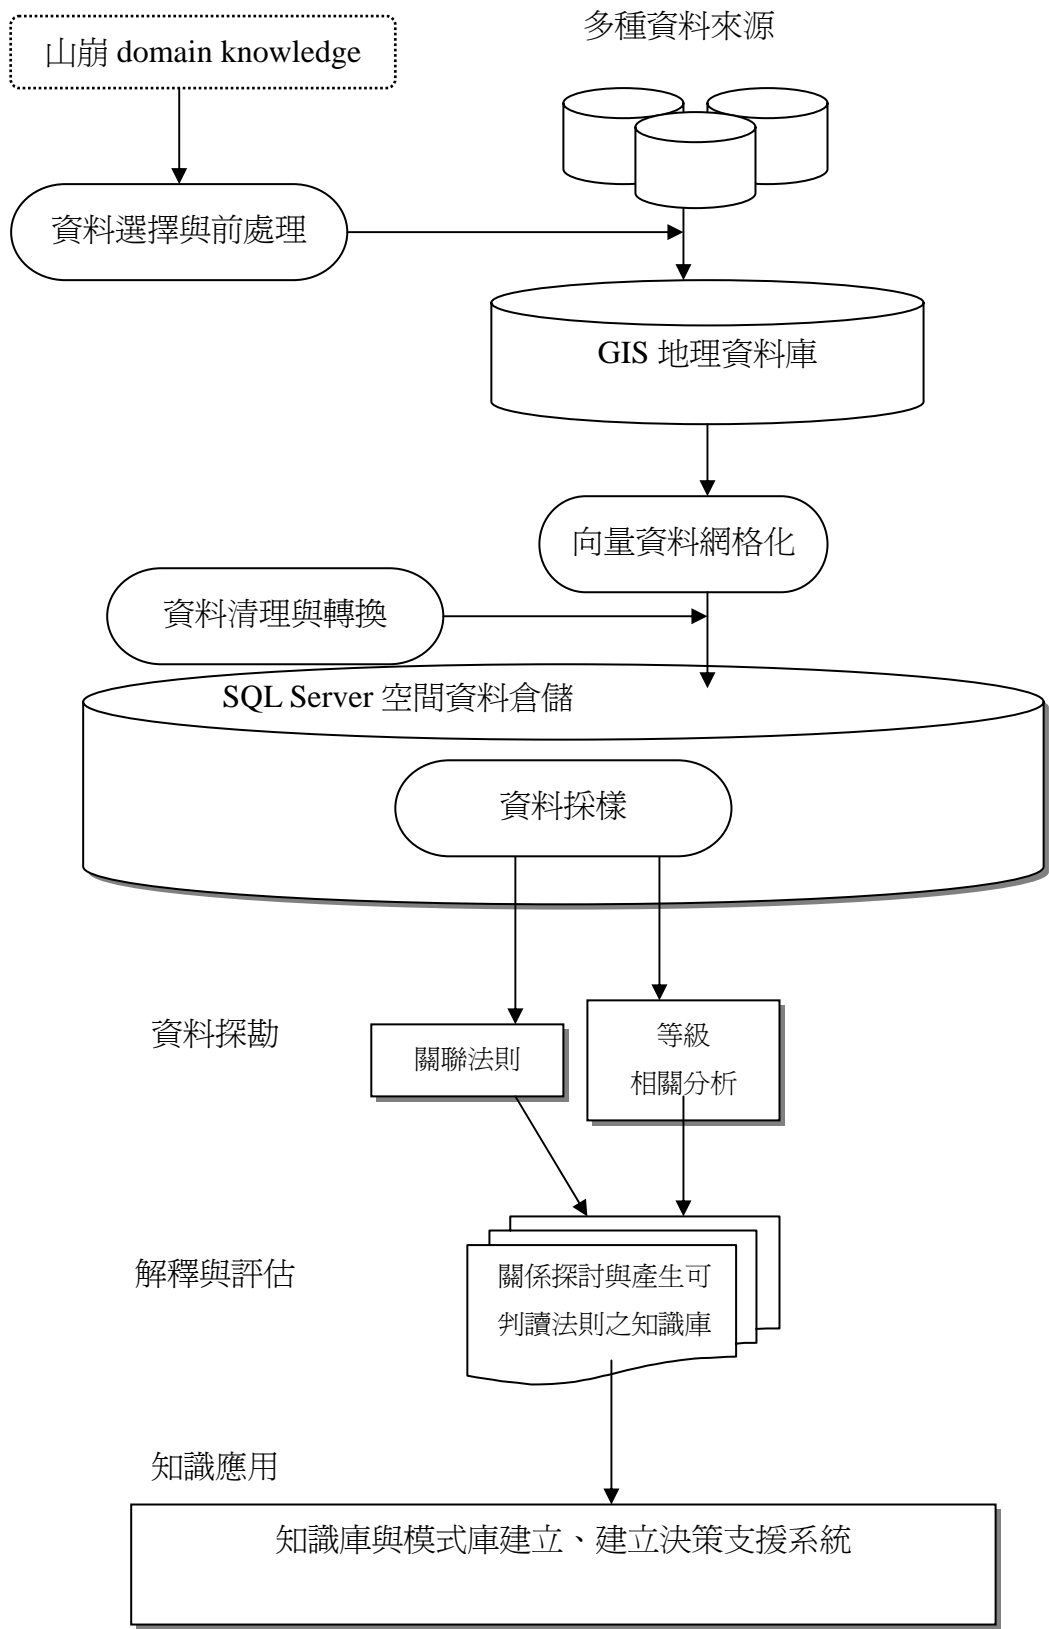 多種資料來源
山崩 domain knowledge
資料選擇與前處理
GIS 地理資料庫
向量資料網格化
資料清理與轉換
SQL Server 空間資料倉儲
資料採樣
資料探勘
關聯法則
等級
相關分析
解釋與評估
關係探討與產生可
判讀法則之知識庫
知識應用
知識庫與模式庫建立、建立決策支援系統